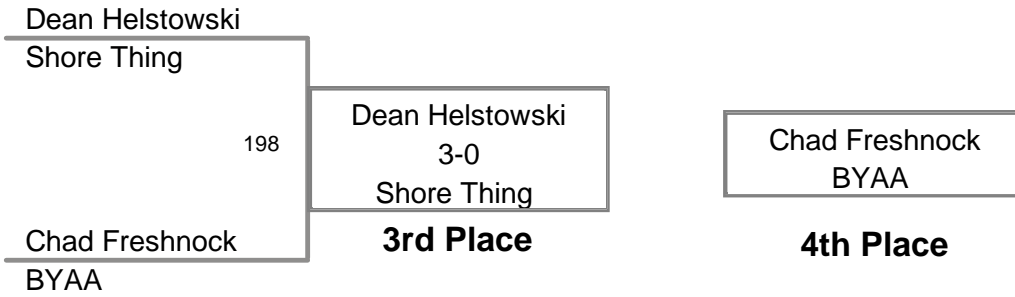 Dean Helstowski
Shore Thing
198
Dean Helstowski
3-0
Shore Thing
3rd Place
Chad Freshnock
BYAA
Chad Freshnock
BYAA
4th Place